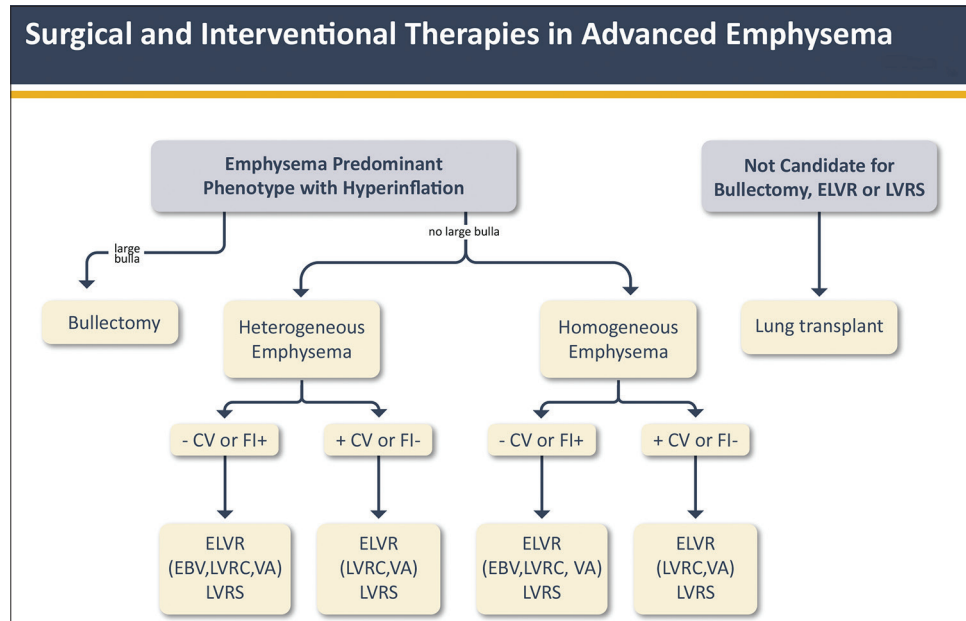 Surgical and Interventional Therapies in Advanced Emphysema
Emphysema Predominant
Phenotype with Hyperinflation
Not Candidate for
Bullectomy, ELVR or LVRS
large
bulla
no large bulla
Bullectomy
Heterogeneous
Emphysema
Homogeneous
Emphysema
Lung transplant
- CV or FI+
+ CV or FI-
- CV or FI+
+ CV or FI-
ELVR
(EBV,LVRC,VA)
LVRS
ELVR
(LVRC,VA)
LVRS
ELVR
(EBV,LVRC, VA)
LVRS
ELVR
(LVRC,VA)
LVRS